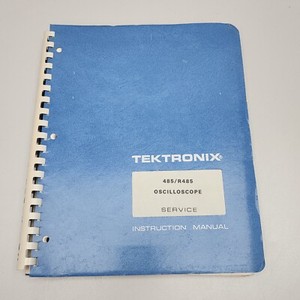 TEKTRONIX®
485/R485
OSCILLOSCOPE
SERVICE
INSTRUCTION MANUAL